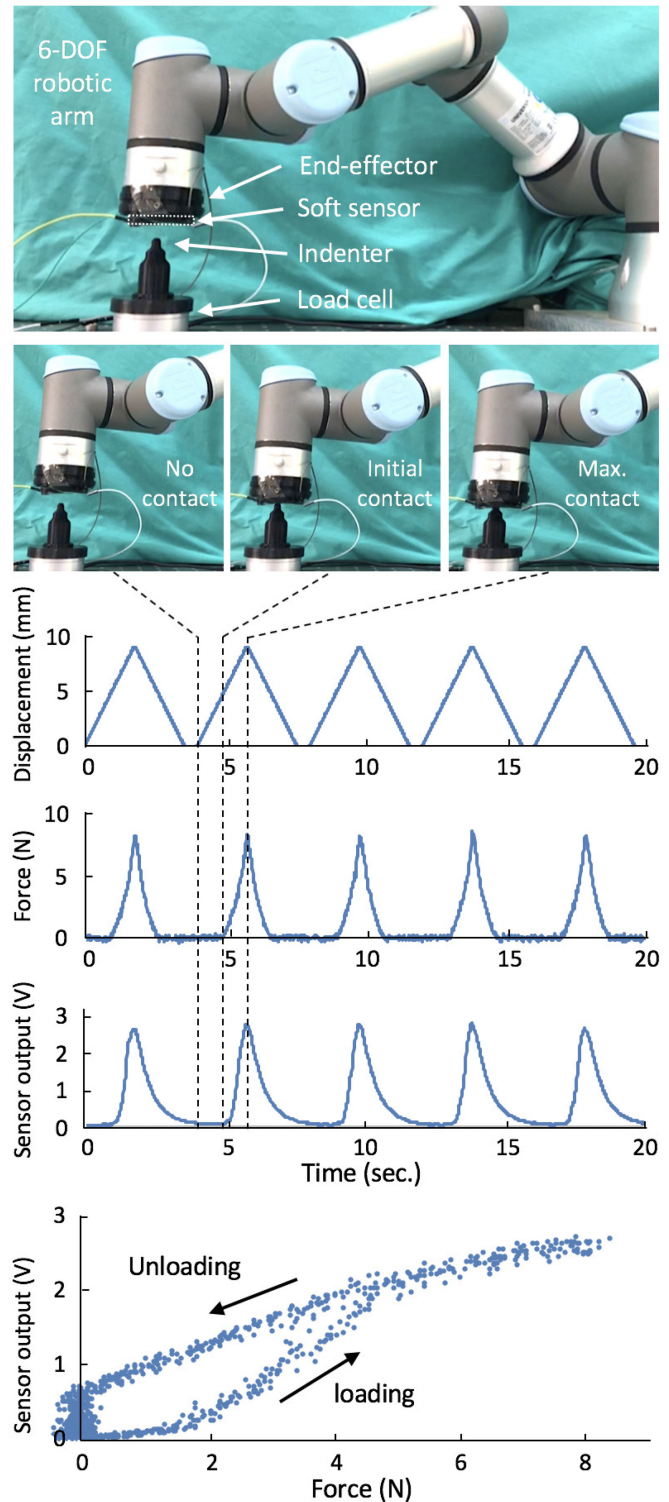 6-DOF
robotic
arm
End-effector
Soft sensor
Indenter
Load cell
No
contact
Initial
contact
Max.
contact
Displacement (mm)
10
5
0
0
5
10
15
20
Force (N)
10
5
0
0
5
10
15
20
Sensor output (V)
3
2
1
0
0
5
10
15
20
Time (sec.)
Sensor output (V)
3
2
1
0
Unloading
loading
0
2
4
6
8
Force (N)